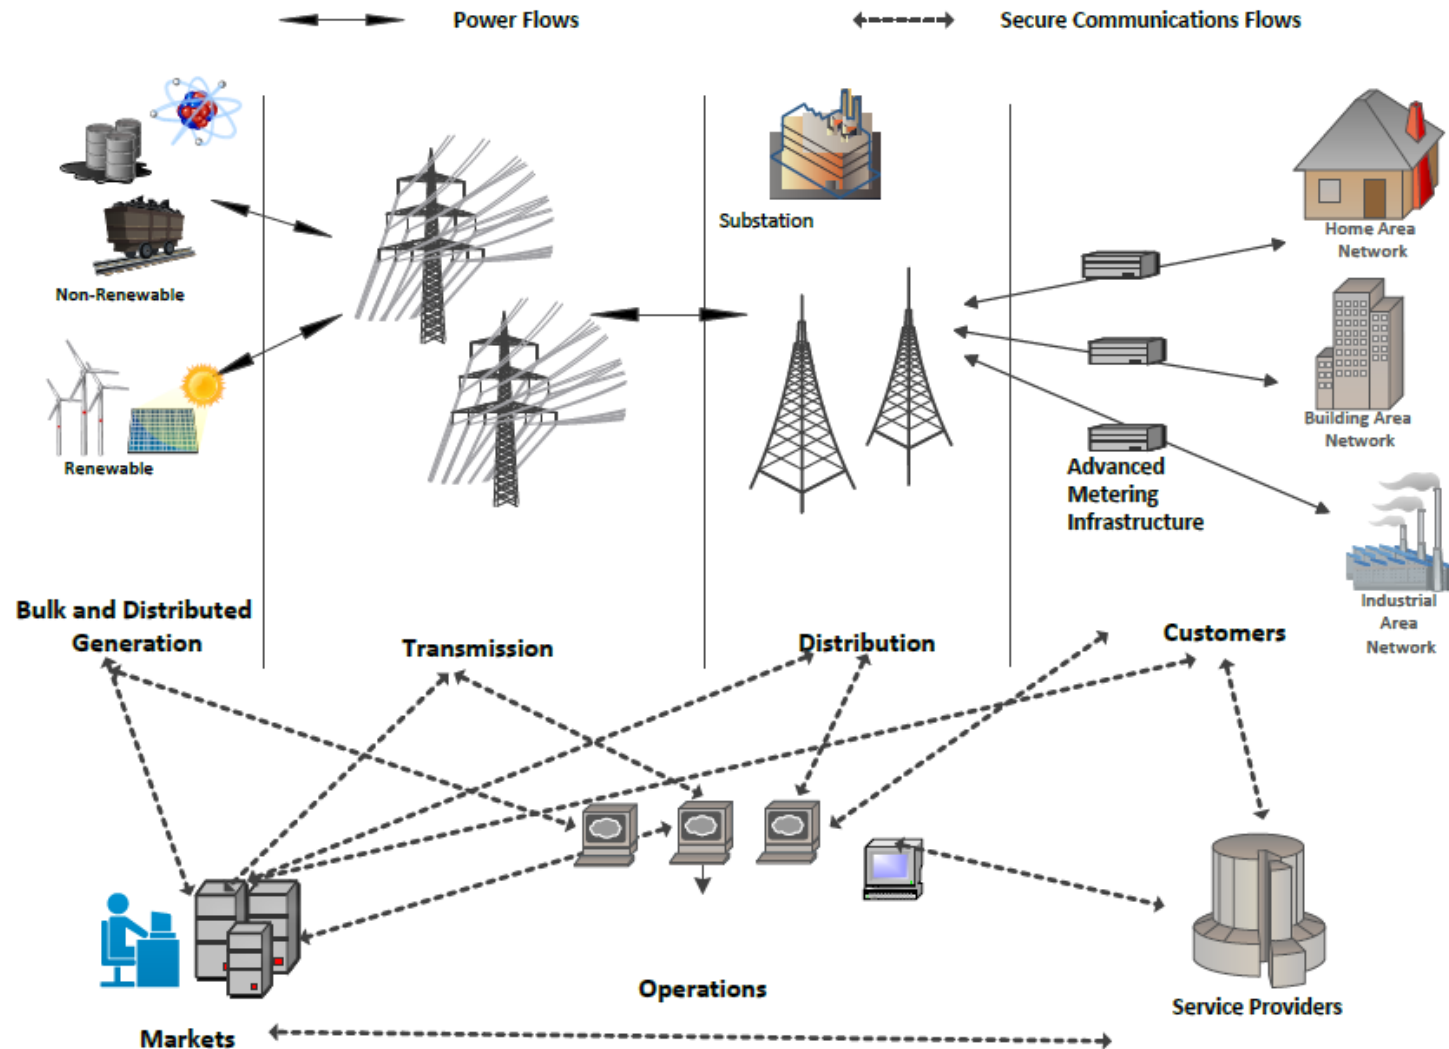 Power Flows
Secure Communications Flows
Substation
Non-Renewable
Renewable
Home Area
Network
Building Area
Network
Advanced
Metering
Infrastructure
Industrial
Area
Network
Bulk and Distributed
Generation
Transmission
Distribution
Customers
Operations
Service Providers
Markets